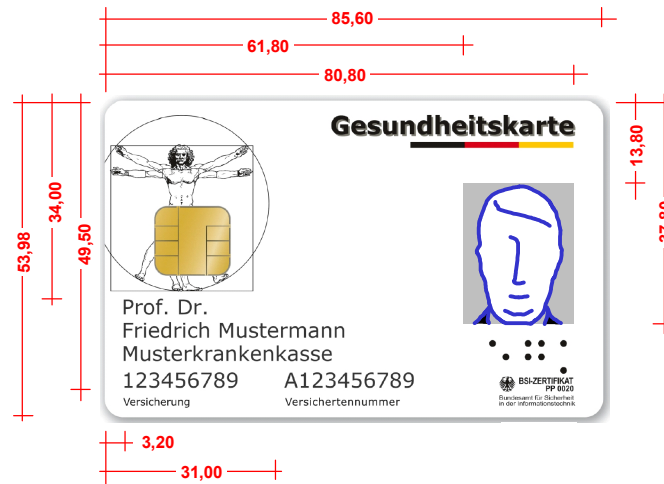 85,60
61,80
80,80
Gesundheitskarte
13,80
34,00
49,50
53,98
Prof. Dr.
Friedrich Mustermann
Musterkrankenkasse
123456789 A123456789
Versicherung Versichertennummer
BSI-ZERTIFIKAT
PP 0020
Bundesamt für Sicherheit
in der Informationstechnik
3,20
31,00